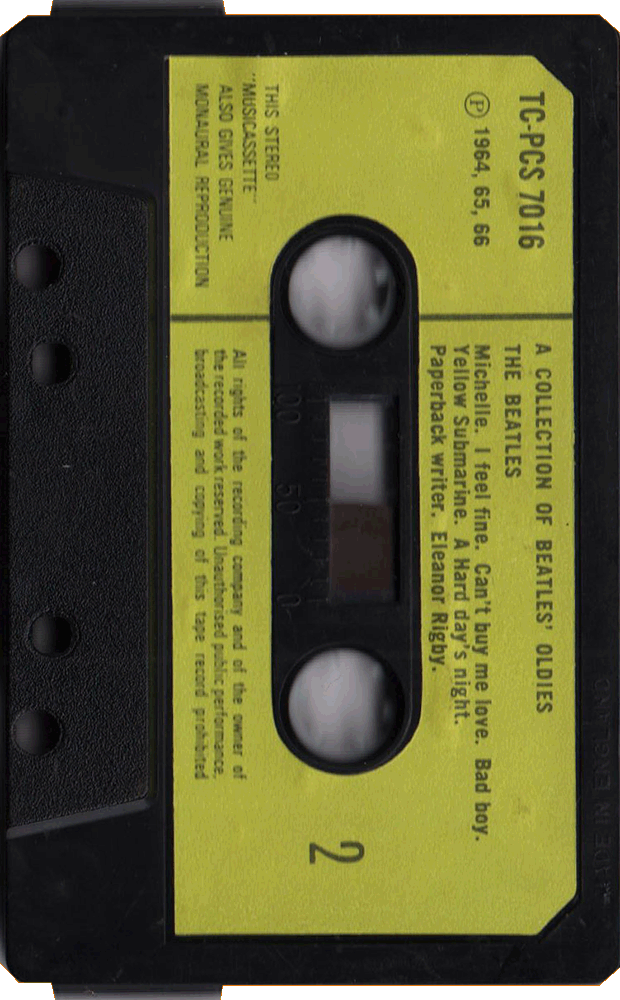 TC-PCS 7016
Ⓟ 1964, 65, 66
A COLLECTION OF BEATLES' OLDIES
THE BEATLES
Michelle. I feel fine. Can't buy me love. Bad boy.
Yellow Submarine. A Hard day's night.
Paperback writer. Eleanor Rigby.
THIS STEREO
"MUSICASSETTE"
ALSO GIVES GENUINE
MONAURAL REPRODUCTION
100 50 0
2
All rights of the recording company and of the owner of
the recorded work reserved. Unauthorised public performance,
broadcasting and copying of this tape record prohibited
MADE IN ENGLAND